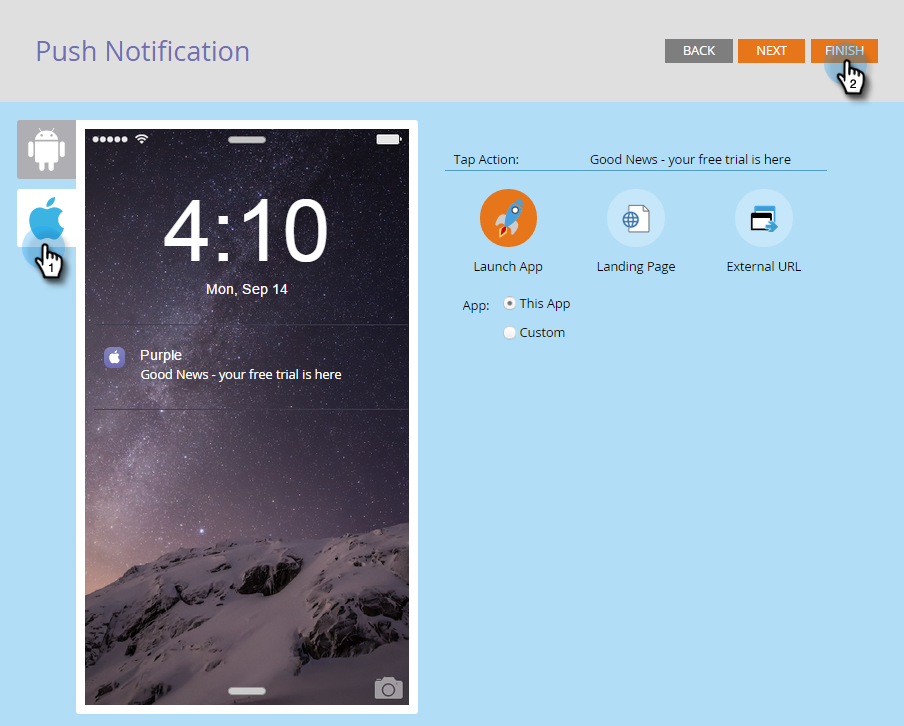 Push Notification
BACK
NEXT
FINISH
2
1
4:10
Mon, Sep 14
Purple
Good News - your free trial is here
Tap Action:
Good News - your free trial is here
Launch App
Landing Page
External URL
App:
This App
Custom